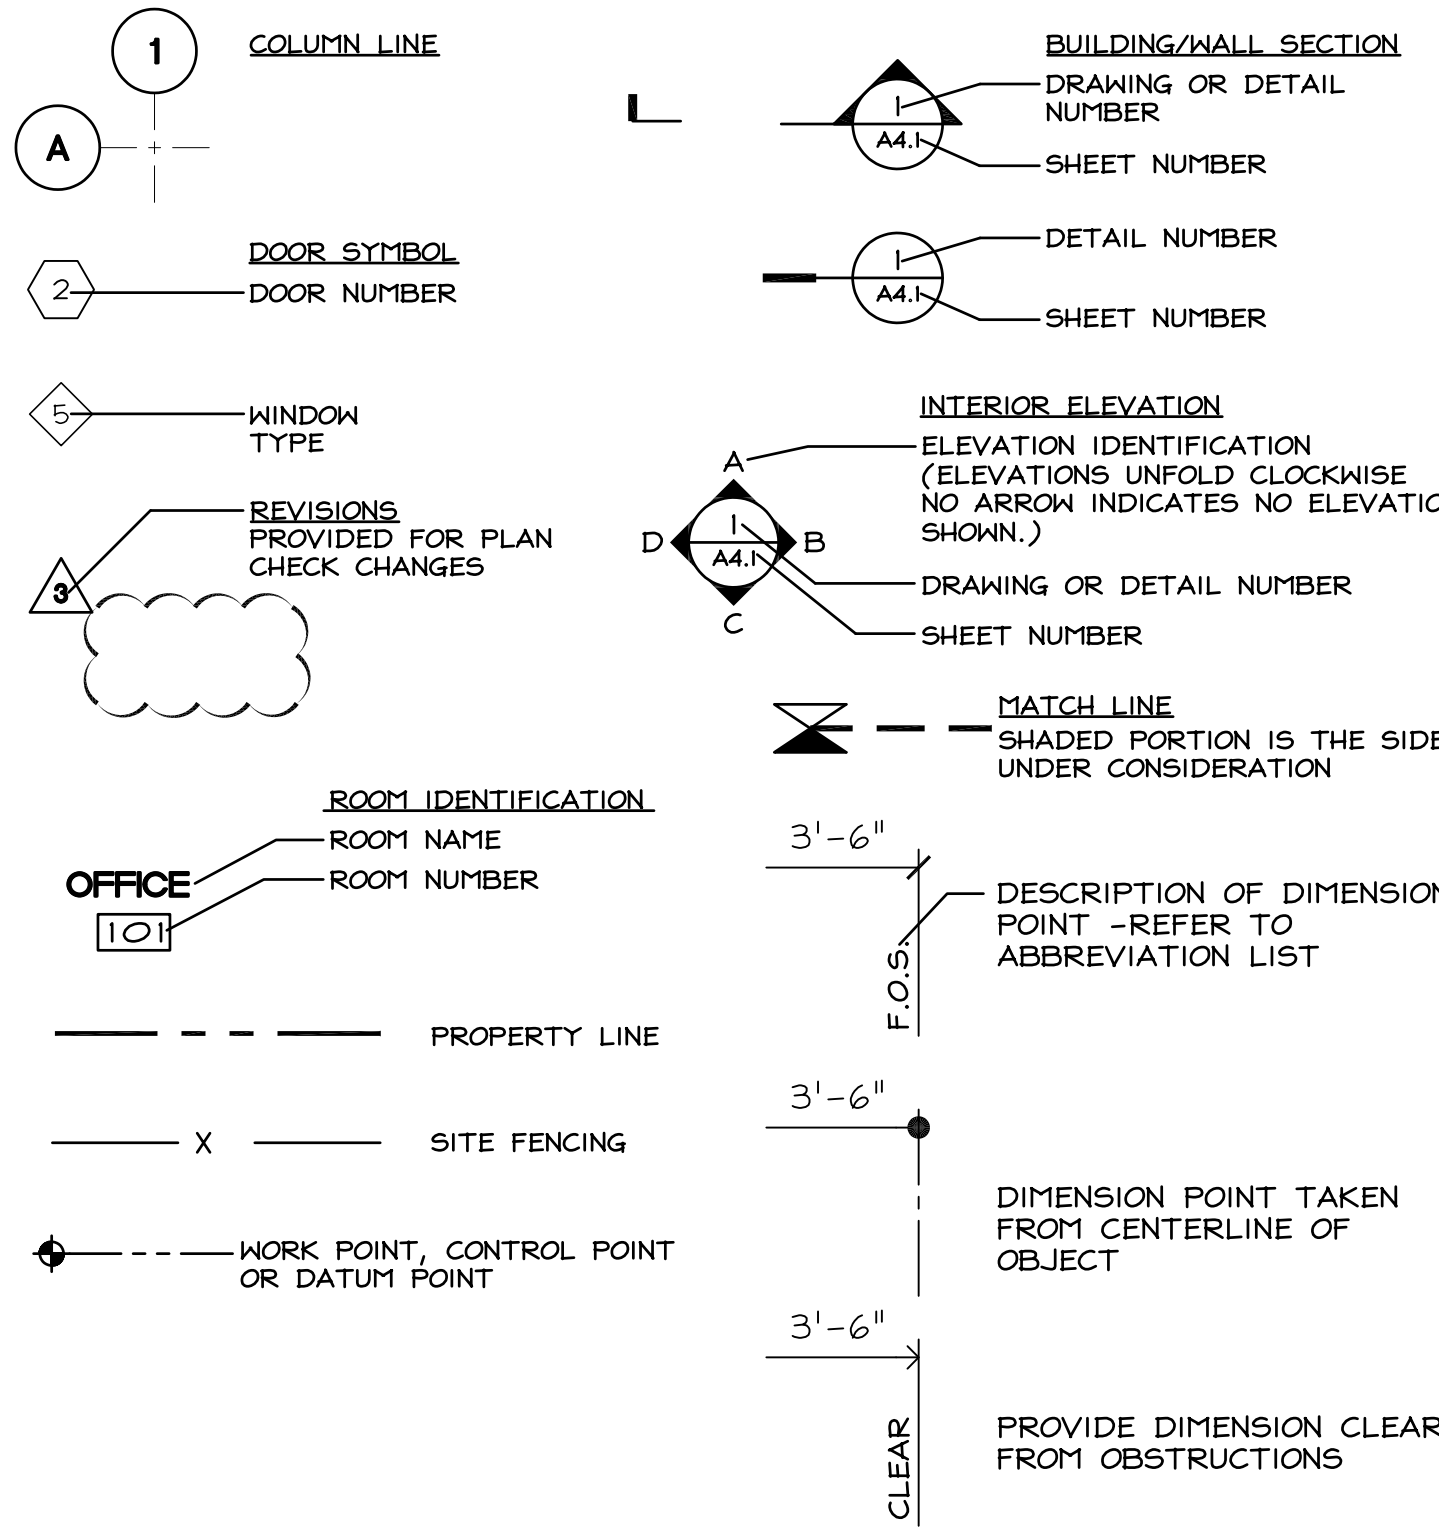 1
COLUMN LINE
A
DOOR SYMBOL
2
DOOR NUMBER
5
WINDOW
TYPE
REVISIONS
PROVIDED FOR PLAN
CHECK CHANGES
3
ROOM IDENTIFICATION
ROOM NAME
OFFICE
ROOM NUMBER
101
PROPERTY LINE
X
SITE FENCING
WORK POINT, CONTROL POINT
OR DATUM POINT
BUILDING/WALL SECTION
DRAWING OR DETAIL
NUMBER
1
A4.1
SHEET NUMBER
DETAIL NUMBER
1
A4.1
SHEET NUMBER
INTERIOR ELEVATION
ELEVATION IDENTIFICATION
(ELEVATIONS UNFOLD CLOCKWISE
NO ARROW INDICATES NO ELEVATIO
SHOWN.)
A
D
1
B
A4.1
C
DRAWING OR DETAIL NUMBER
SHEET NUMBER
MATCH LINE
SHADED PORTION IS THE SIDE
UNDER CONSIDERATION
3'-6"
F.O.S.
DESCRIPTION OF DIMENSION
POINT -REFER TO
ABBREVIATION LIST
3'-6"
DIMENSION POINT TAKEN
FROM CENTERLINE OF
OBJECT
3'-6"
CLEAR
PROVIDE DIMENSION CLEAR
FROM OBSTRUCTIONS